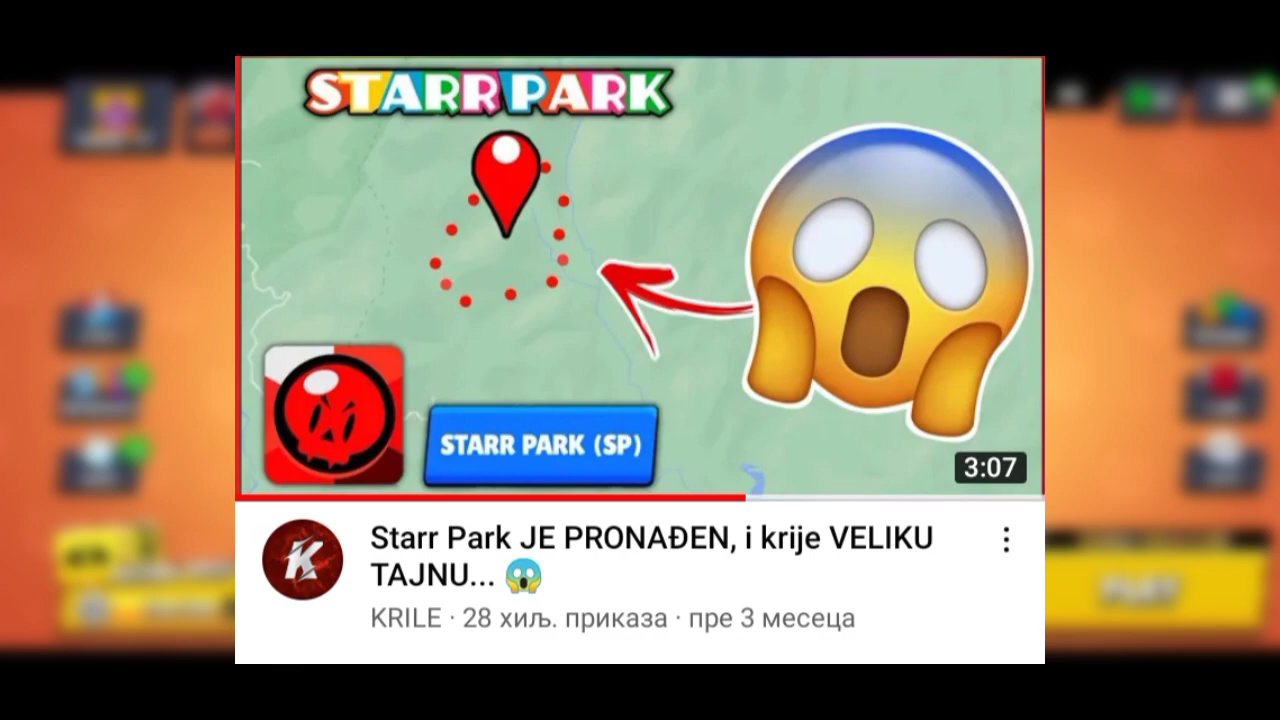 STARR PARK
STARR PARK (SP)
3:07
Starr Park JE PRONAĐEN, i krije VELIKU
TAJNU... 😱
KRILE · 28 хиљ. приказа · пре 3 месеца